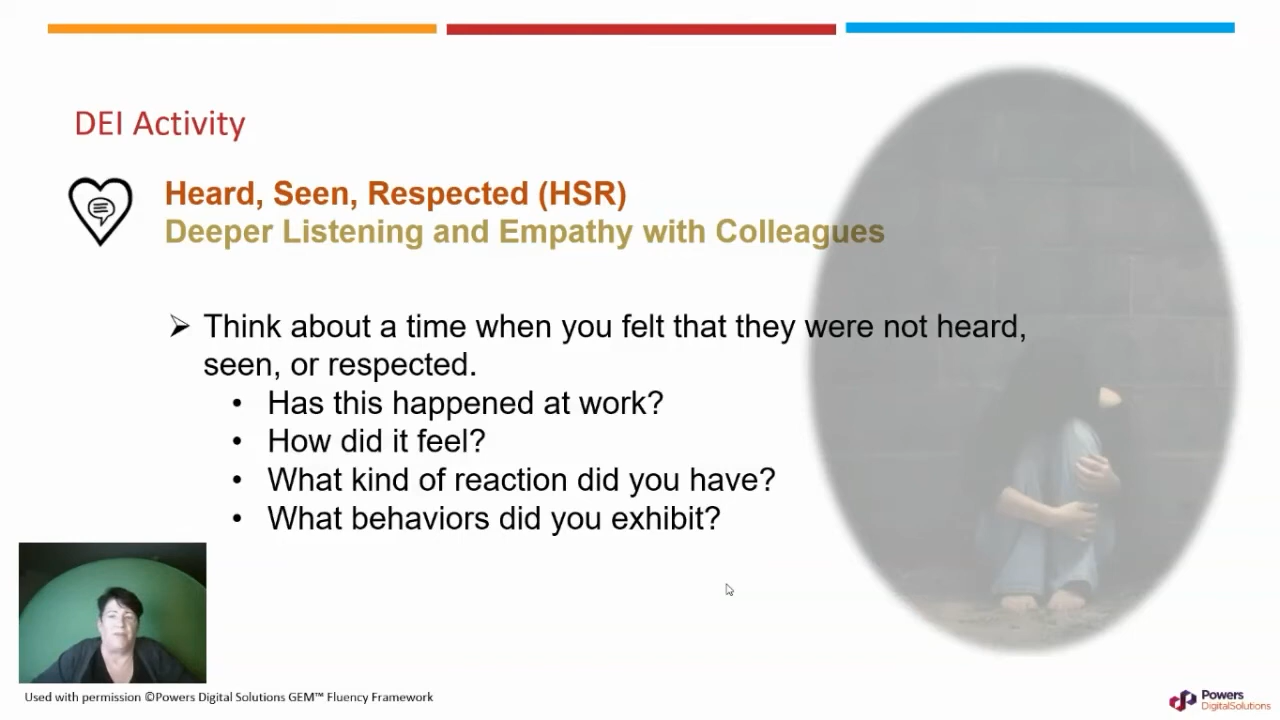 DEI Activity
Heard, Seen, Respected (HSR)
Deeper Listening and Empathy with Colleagues
➢ Think about a time when you felt that they were not heard,
seen, or respected.
• Has this happened at work?
• How did it feel?
• What kind of reaction did you have?
• What behaviors did you exhibit?
Used with permission ©Powers Digital Solutions GEM™ Fluency Framework
Powers
DigitalSolutions